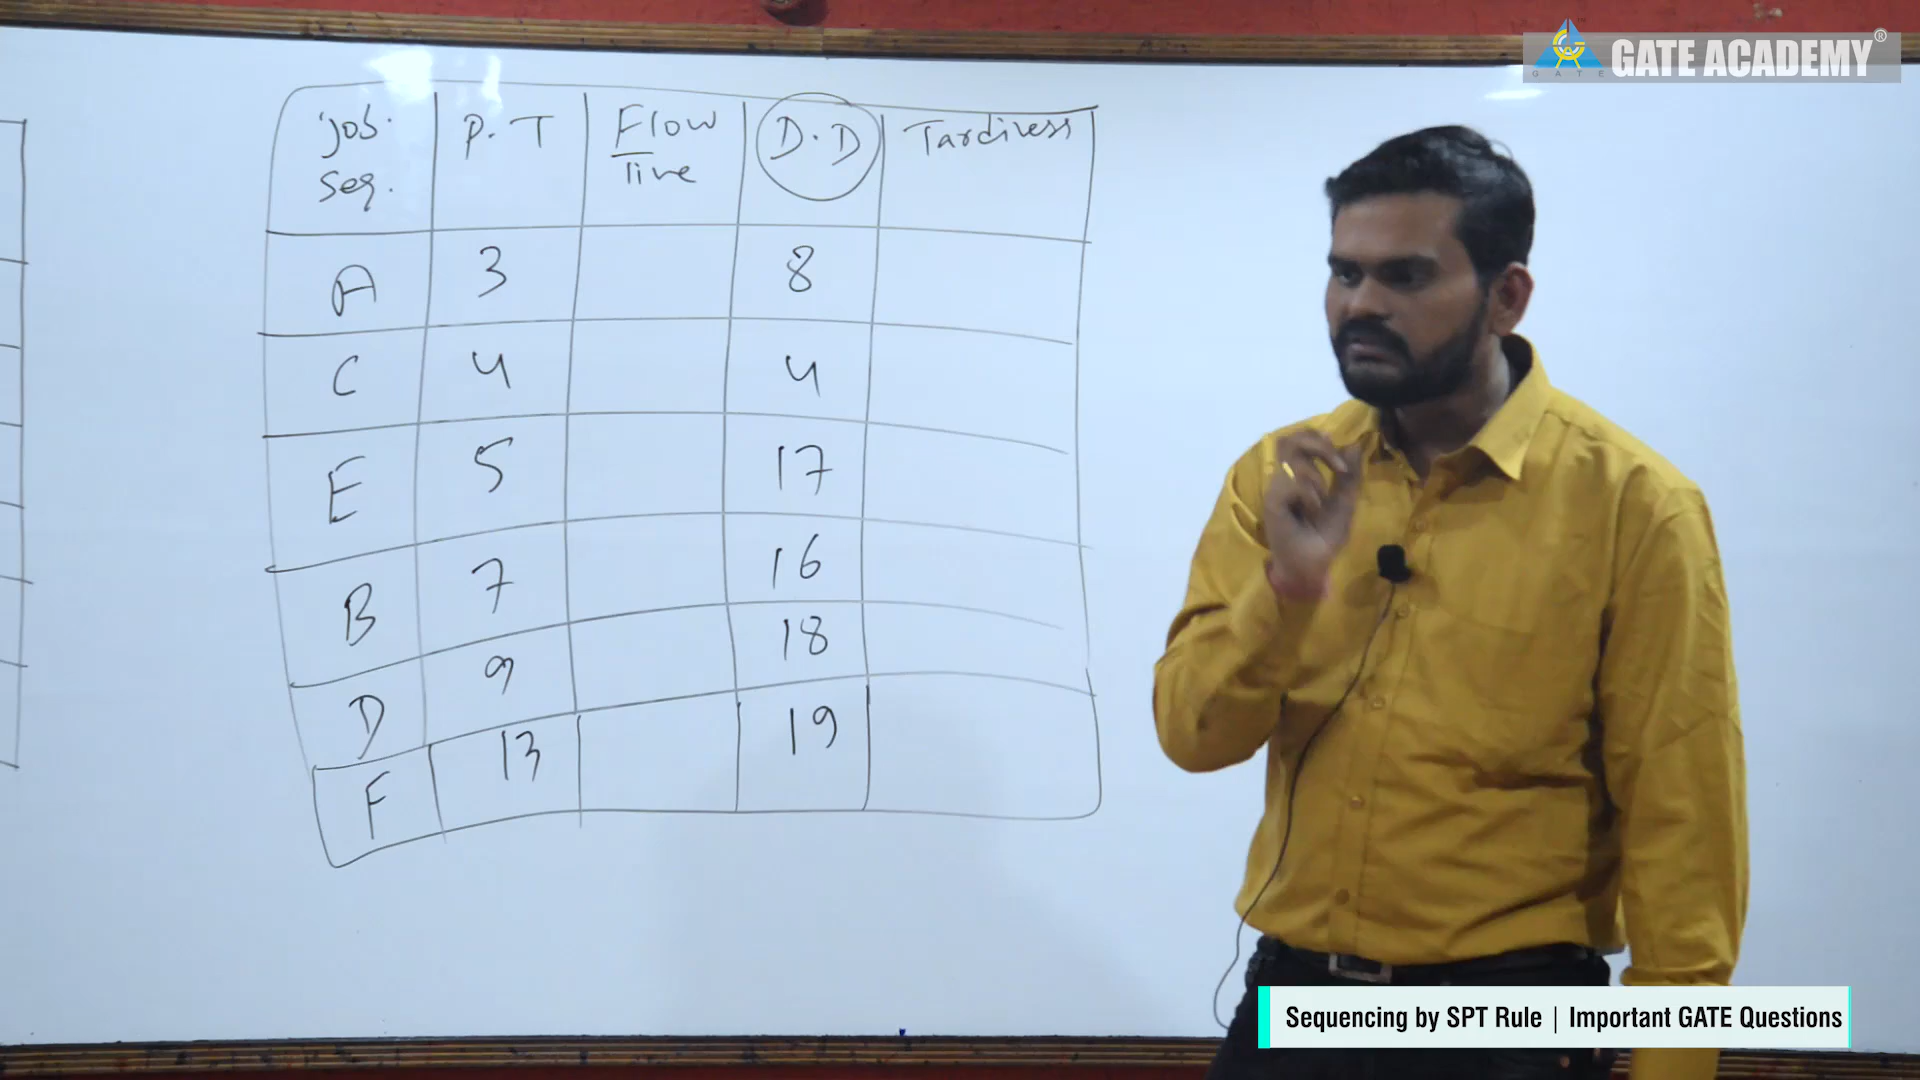 GATE ACADEMY®
GATE
Job. P.T Flow D.D Tardiness
Seq. Time
A 3 8
C 4 4
E 5 17
B 7 16
D 9 18
F 13 19
Sequencing by SPT Rule | Important GATE Questions